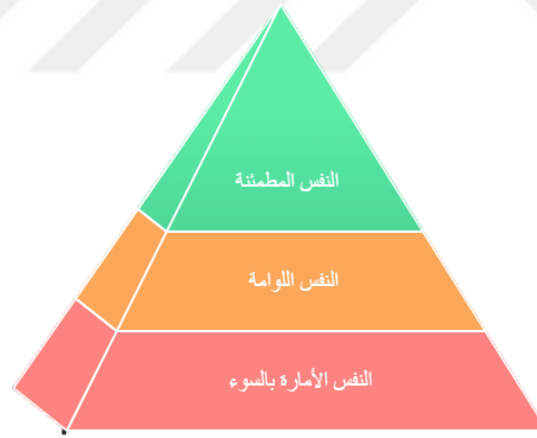 النفس المطمئنة
النفس اللوامة
النفس الأمارة بالسوء